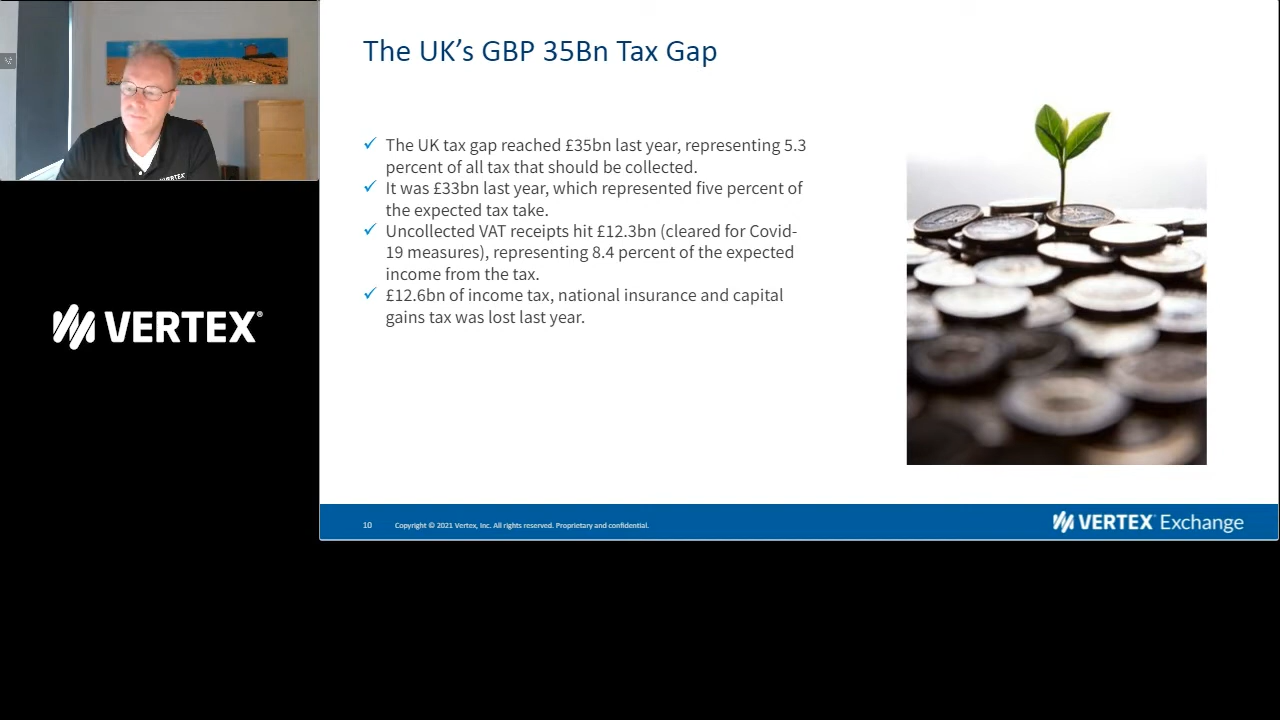 The UK's GBP 35Bn Tax Gap
The UK tax gap reached £35bn last year, representing 5.3
percent of all tax that should be collected.
It was £33bn last year, which represented five percent of
the expected tax take.
Uncollected VAT receipts hit £12.3bn (cleared for Covid-
19 measures), representing 8.4 percent of the expected
income from the tax.
£12.6bn of income tax, national insurance and capital
gains tax was lost last year.
VERTEX
VERTEX®
10 Copyright © 2021 Vertex, Inc. All rights reserved. Proprietary and confidential.
VERTEX Exchange